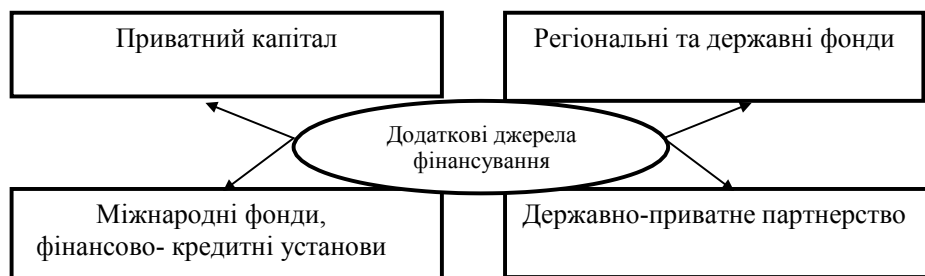 Приватний капітал
Регіональні та державні фонди
Додаткові джерела
фінансування
Міжнародні фонди,
фінансово- кредитні установи
Державно-приватне партнерство